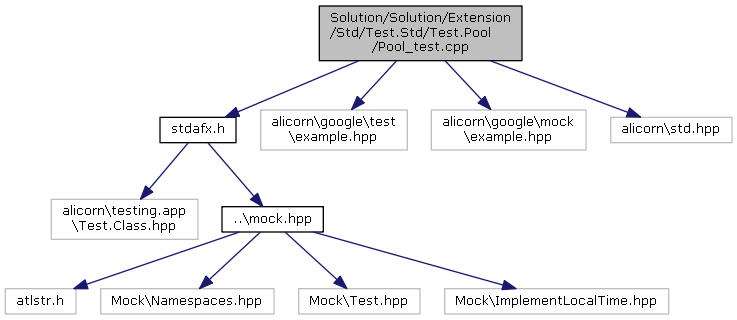 Solution/Solution/Extension
/Std/Test.Std/Test.Pool
/Pool_test.cpp
stdafx.h
alicorn\google\test
\example.hpp
alicorn\google\mock
\example.hpp
alicorn\std.hpp
alicorn\testing.app
\Test.Class.hpp
..\mock.hpp
atlstr.h
Mock\Namespaces.hpp
Mock\Test.hpp
Mock\ImplementLocalTime.hpp